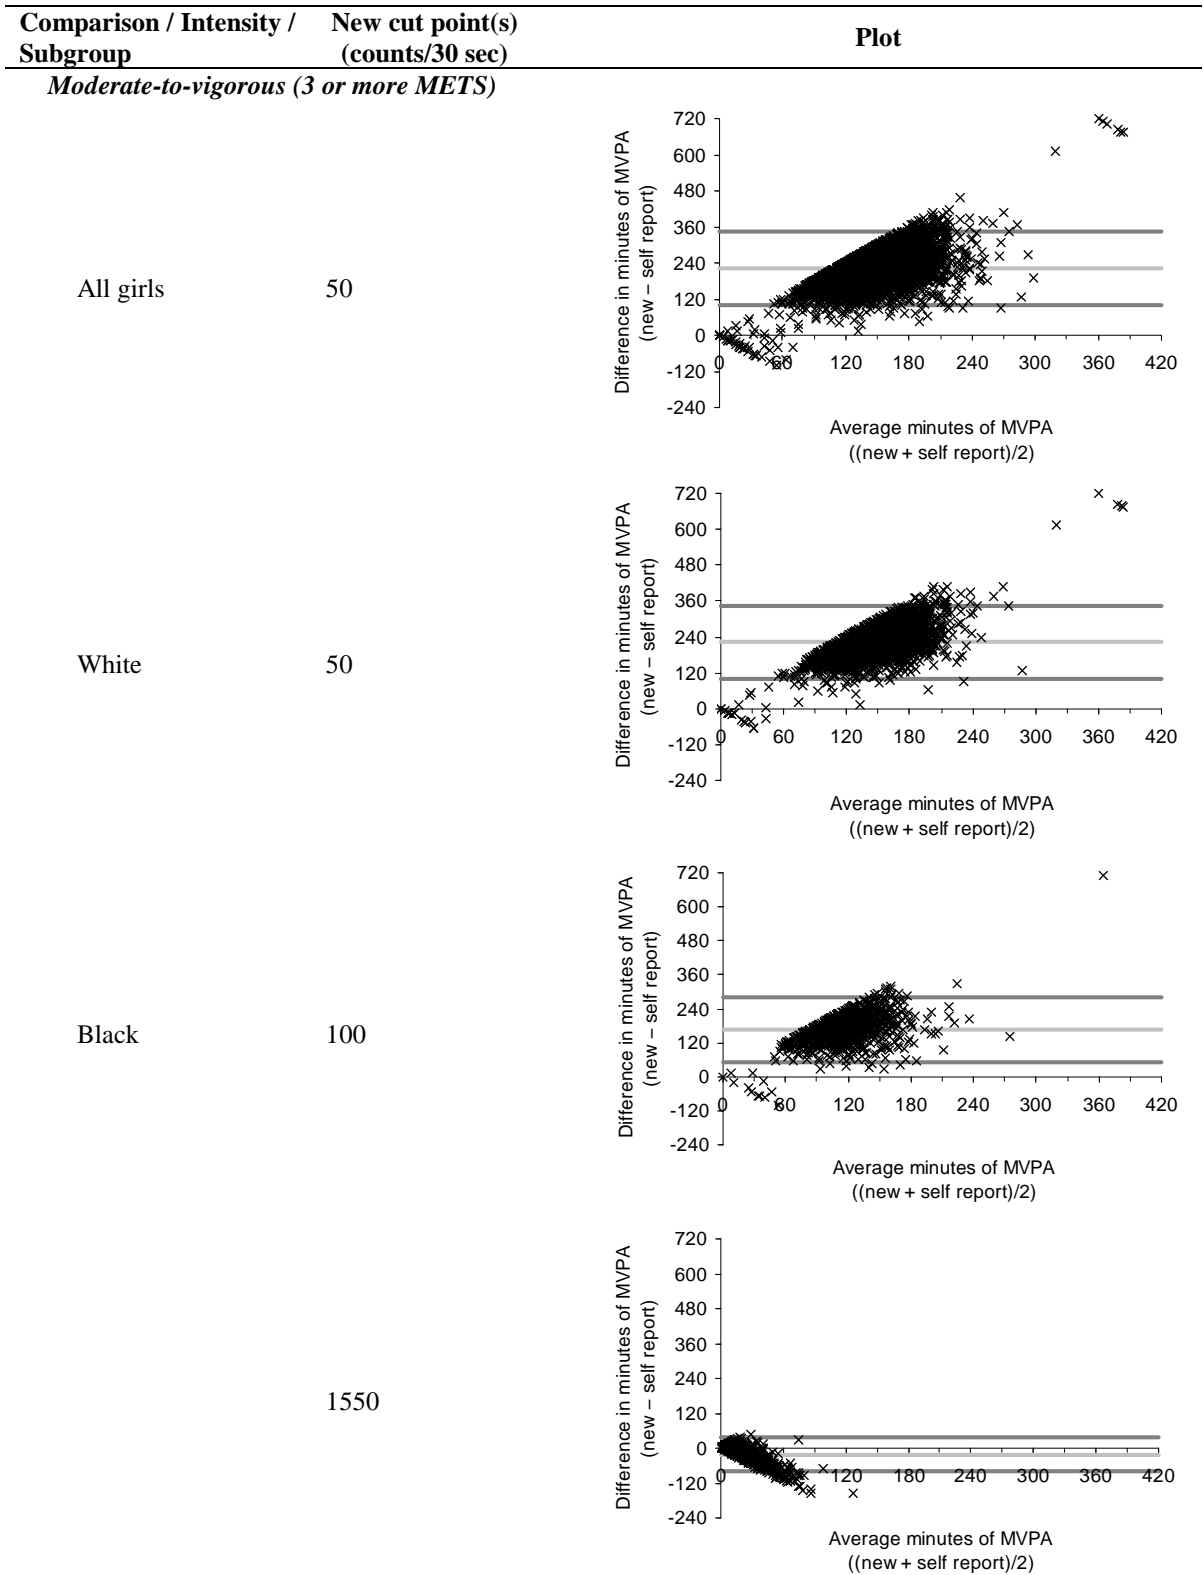 Comparison / Intensity / Subgroup
New cut point(s) (counts/30 sec)
Plot
Moderate-to-vigorous (3 or more METS)
All girls
50
Difference in minutes of MVPA
(new – self report)
720
600
480
360
240
120
0
-120
-240
0 60 120 180 240 300 360 420
Average minutes of MVPA
((new + self report)/2)
White
50
Difference in minutes of MVPA
(new – self report)
720
600
480
360
240
120
0
-120
-240
0 60 120 180 240 300 360 420
Average minutes of MVPA
((new + self report)/2)
Black
100
Difference in minutes of MVPA
(new – self report)
720
600
480
360
240
120
0
-120
-240
0 60 120 180 240 300 360 420
Average minutes of MVPA
((new + self report)/2)
1550
Difference in minutes of MVPA
(new – self report)
720
600
480
360
240
120
0
-120
-240
0 60 120 180 240 300 360 420
Average minutes of MVPA
((new + self report)/2)